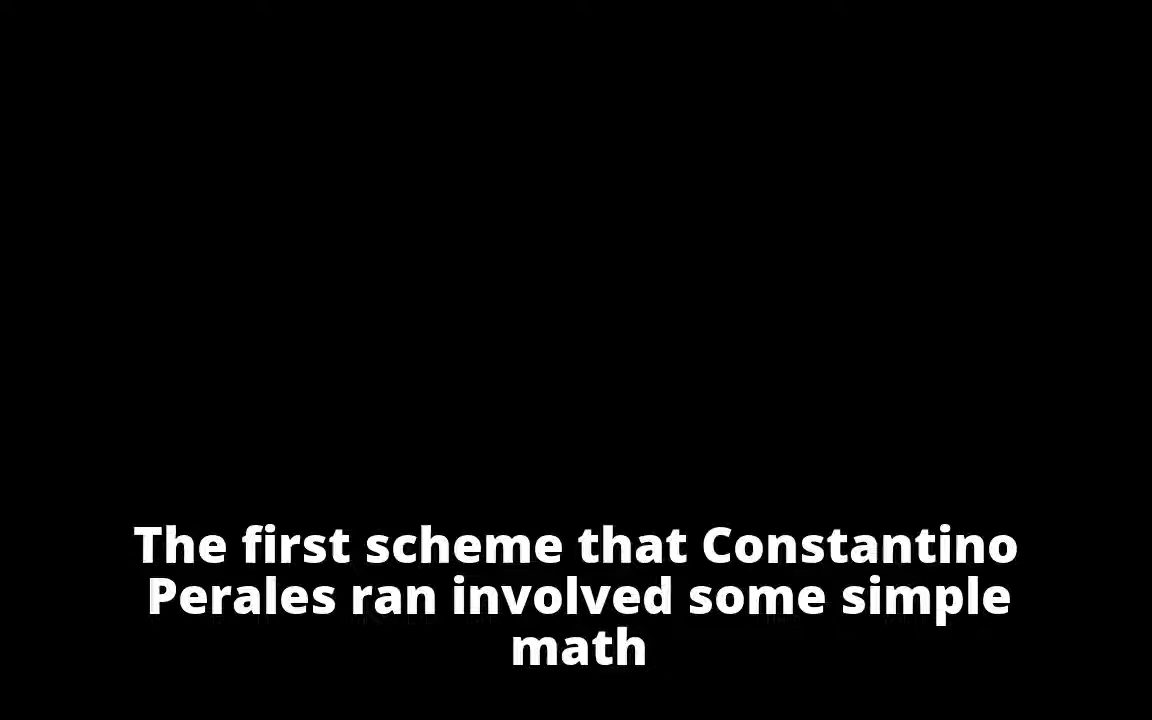 The first scheme that Constantino
Perales ran involved some simple
math